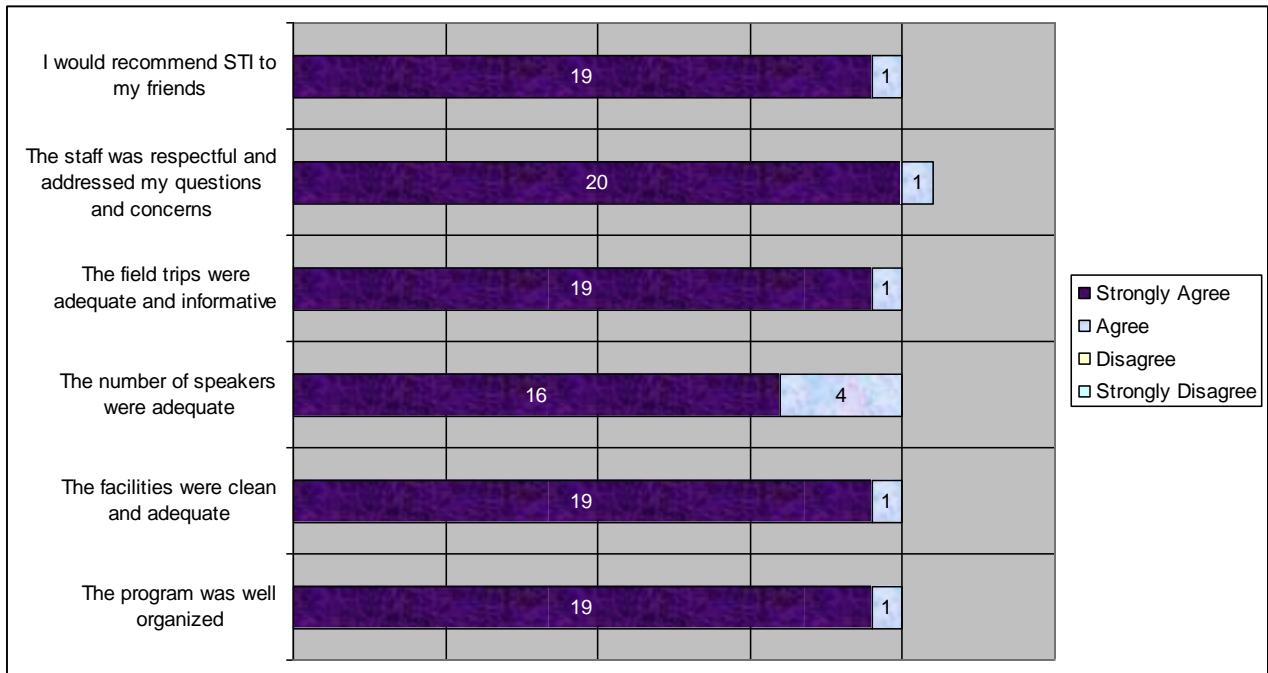 I would recommend STI to
my friends
19
1
The staff was respectful and
addressed my questions
and concerns
20
1
The field trips were
adequate and informative
19
1
The number of speakers
were adequate
16
4
The facilities were clean
and adequate
19
1
The program was well
organized
19
1
Strongly Agree
Agree
Disagree
Strongly Disagree